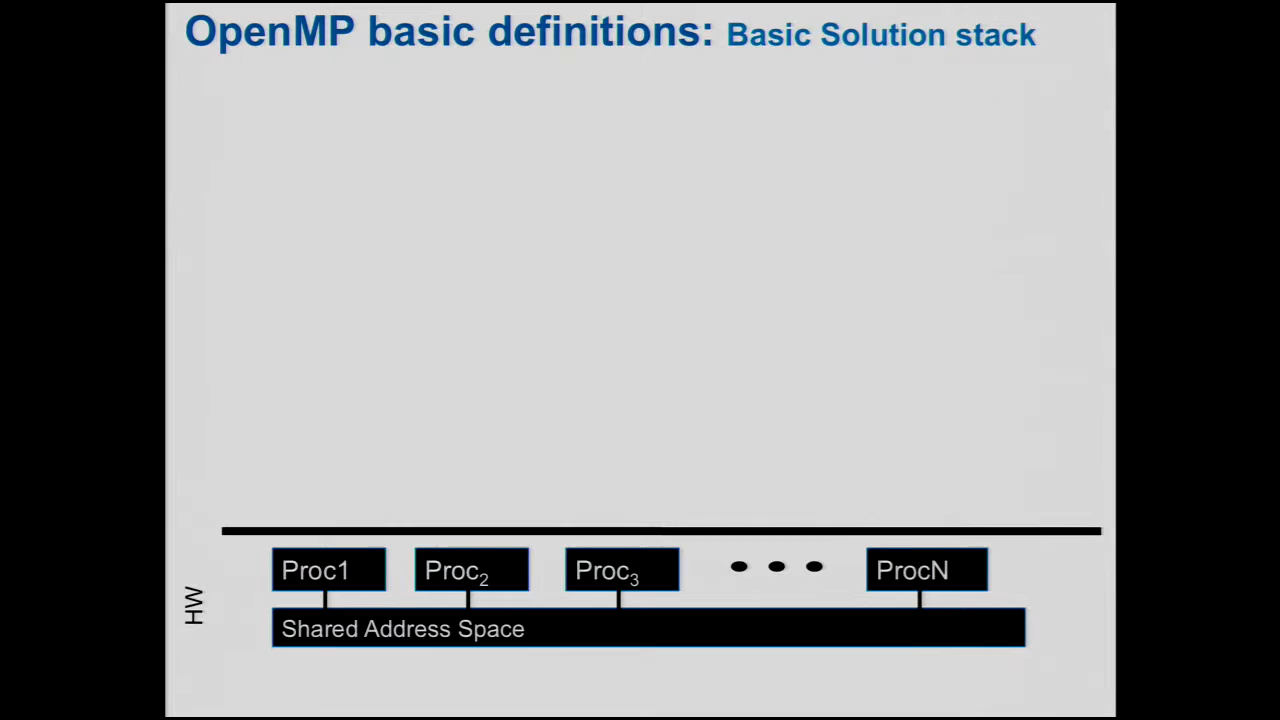 OpenMP basic definitions: Basic Solution stack
Proc1 Proc2 Proc3 ProcN
HW
Shared Address Space